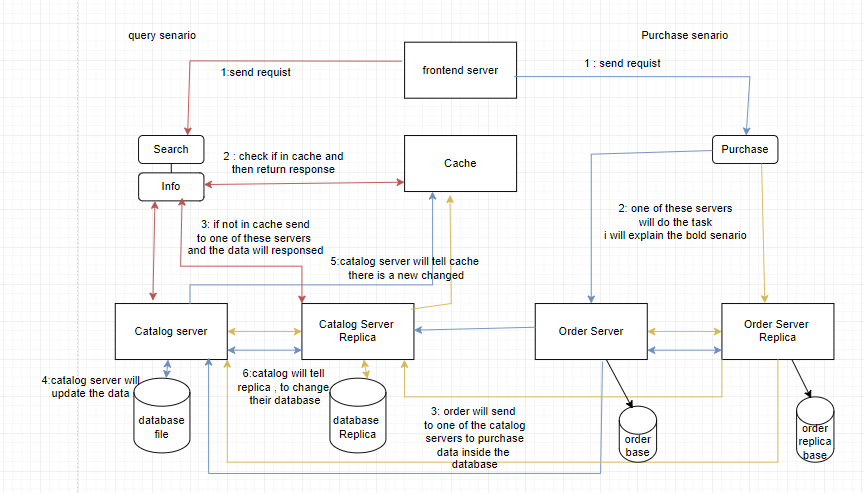 query senario
Purchase senario
frontend server
1:send requist
1 : send requist
Search
Info
2 : check if in cache and
then return response
Cache
Purchase
2: one of these servers
will do the task
i will explain the bold senario
3: if not in cache send
to one of these servers
and the data will responsed
5:catalog server will tell cache
there is a new changed
Catalog server
Catalog Server
Replica
Order Server
Order Server
Replica
4:catalog server will
update the data
6:catalog will tell
replica , to change
their database
database
file
database
Replica
3: order will send
to one of the catalog
servers to purchase
data inside the
database
order
base
order
replica
base